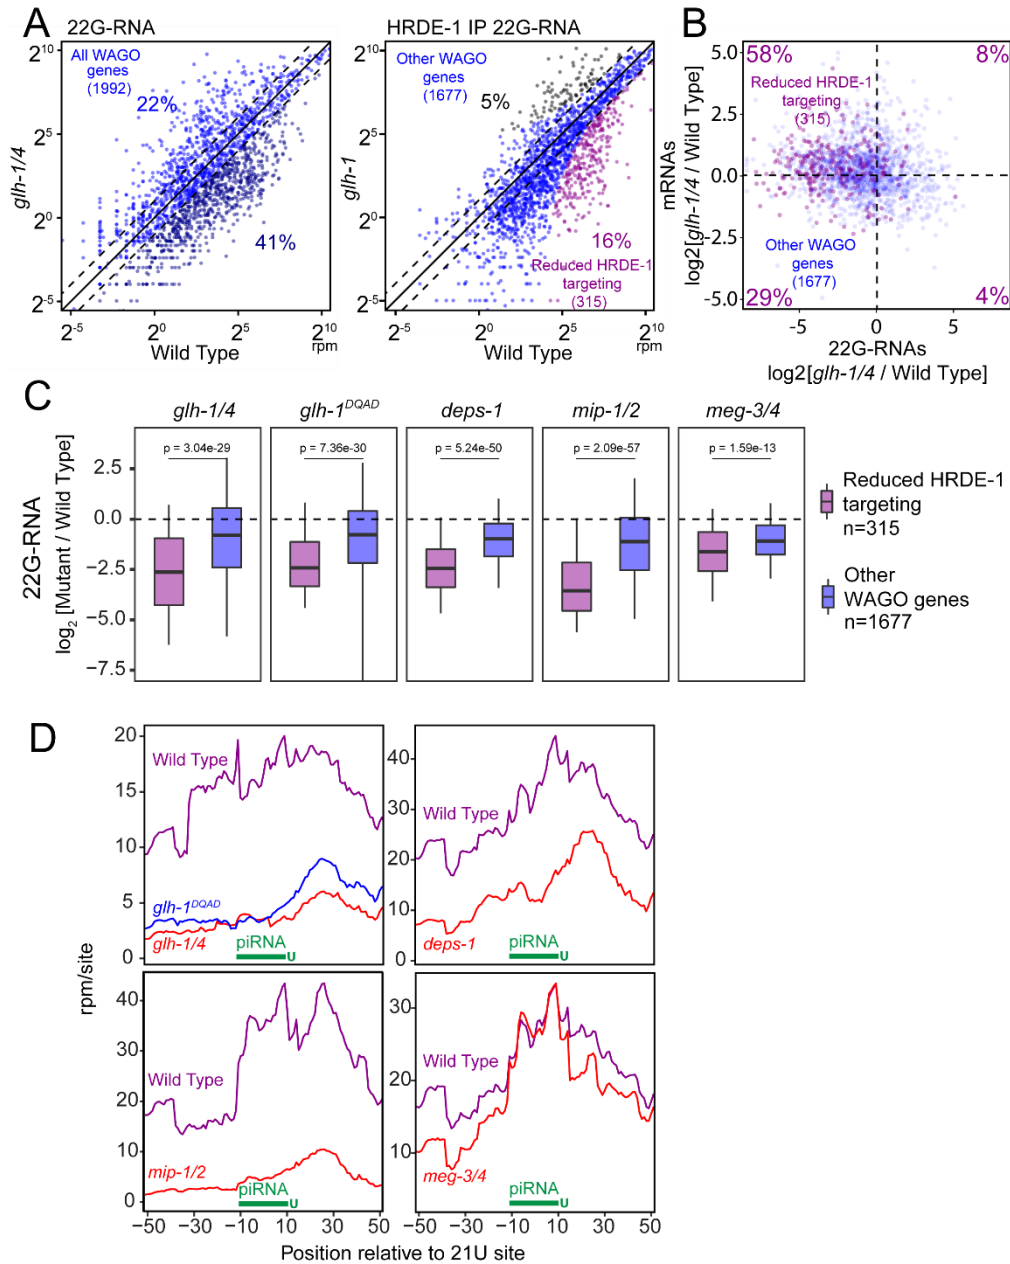 A
22G-RNA
2^10
2^5
2^0
2^-5
glh-1/4
All WAGO
genes
(1992)
22%
41%
2^-5
2^0
2^5
2^10
rpm
Wild Type
HRDE-1 IP 22G-RNA
2^10
2^5
2^0
2^-5
glh-1
Other WAGO
genes
(1677)
5%
16%
Reduced HRDE-1
targeting
(315)
2^-5
2^0
2^5
2^10
rpm
Wild Type
B
mRNAs
log2[glh-1/4 / Wild Type]
5.0
2.5
0.0
-2.5
-5.0
58%
8%
Reduced HRDE-1
targeting
(315)
Other WAGO
genes
(1677)
29%
4%
-5
0
5
22G-RNAs
log2[glh-1/4 / Wild Type]
C
22G-RNA
log2 [Mutant / Wild Type]
2.5
0.0
−2.5
−5.0
−7.5
glh-1/4
glh-1^DQAD
deps-1
mip-1/2
meg-3/4
p = 3.04e-29
p = 7.36e-30
p = 5.24e-50
p = 2.09e-57
p = 1.59e-13
Reduced HRDE-1
targeting
n=315
Other
WAGO genes
n=1677
D
rpm/site
20
15
10
5
0
Wild Type
glh-1^DQAD
glh-1/4
piRNA
U
40
30
20
10
0
Wild Type
deps-1
piRNA
U
40
30
20
10
0
Wild Type
mip-1/2
piRNA
U
−50
−30
−10
10
30
50
30
20
10
Wild Type
meg-3/4
piRNA
U
−50
−30
−10
10
30
50
Position relative to 21U site